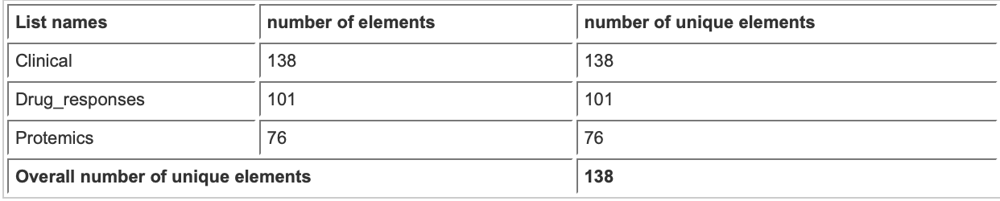 List names number of elements number of unique elements
Clinical 138 138
Drug_responses 101 101
Protemics 76 76
Overall number of unique elements 138